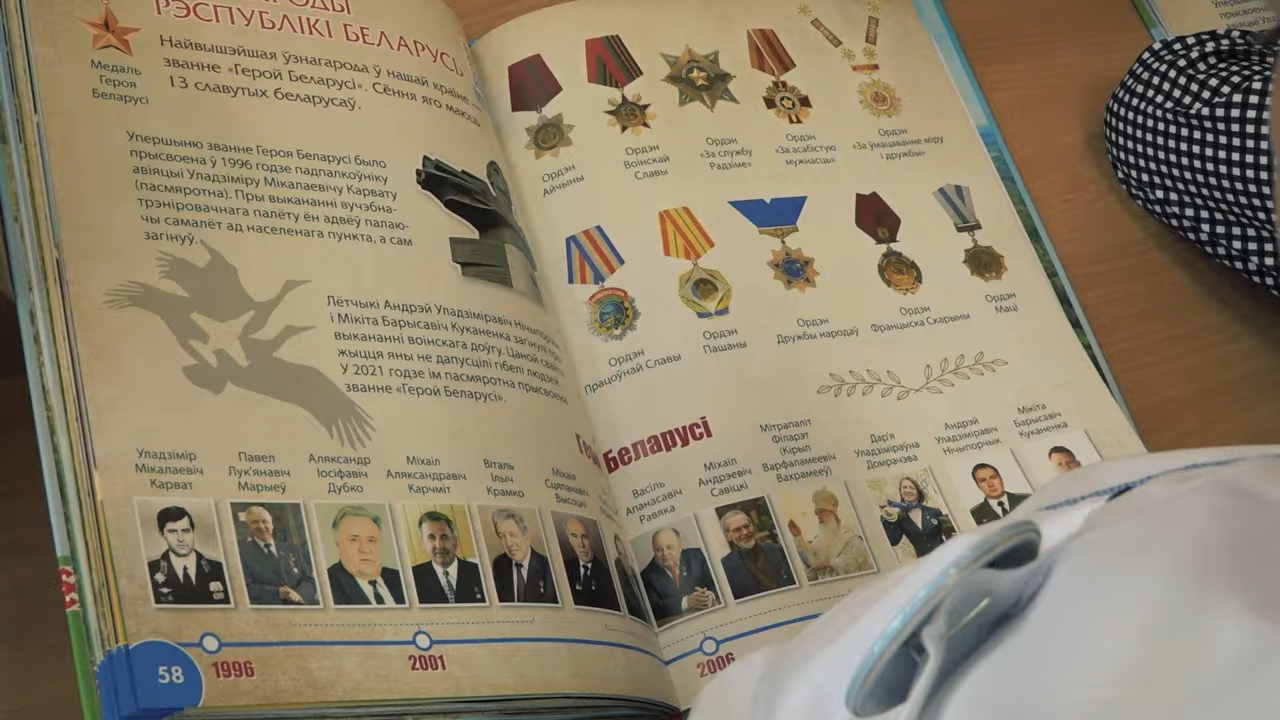 РЭСПУБЛІКІ БЕЛАРУСЬ
Медаль
Героя
Беларусі
Найвышэйшая ўзнагарода ў нашай краіне –
званне «Герой Беларусі». Сёння яго маюць
13 славутых беларусаў.
Упершыню званне Героя Беларусі было
прысвоена ў 1996 годзе падпалкоўніку
авіяцыі Уладзіміру Мікалаевічу Карвату
(пасмяротна). Пры выкананні вучэбна-
трэніровачнага палёту ён адвёў палаю-
чы самалёт ад населенага пункта, а сам
загінуў.
Лётчыкі Андрэй Уладзіміравіч Нічыпорчык
і Мікіта Барысавіч Куканенка загінулі пры
выкананні воінскага доўгу. Цаной свайго
жыцця яны не дапусцілі гібелі людзей.
У 2021 годзе ім пасмяротна прысвоена
званне «Герой Беларусі».
Уладзімір
Мікалаевіч
Карват
Павел
Лук'янавіч
Марыеў
Аляксандр
Іосіфавіч
Дубко
Міхаіл
Аляксандравіч
Карчміт
Віталь
Ільіч
Крамко
Міхаіл
Сцяпанавіч
Высоцкі
58
1996
2001
Ордэн
Айчыны
Ордэн
Воінскай
Славы
Ордэн
«За службу
Радзіме»
Ордэн
«За асабістую
мужнасць»
Ордэн
«За ўмацаванне міру
і дружбы»
Ордэн
Працоўнай Славы
Ордэн
Пашаны
Ордэн
Дружбы народаў
Ордэн
Францыска Скарыны
Ордэн
Маці
Беларусі
Васіль
Апанасавіч
Равяка
Міхаіл
Андрэевіч
Савіцкі
Мітрапаліт
Філарэт
(Кірыл
Варфаламеевіч
Вахрамееў)
Дар'я
Уладзіміраўна
Домрачэва
Андрэй
Уладзіміравіч
Нічыпорчык
Мікіта
Барысавіч
Куканенка
2006